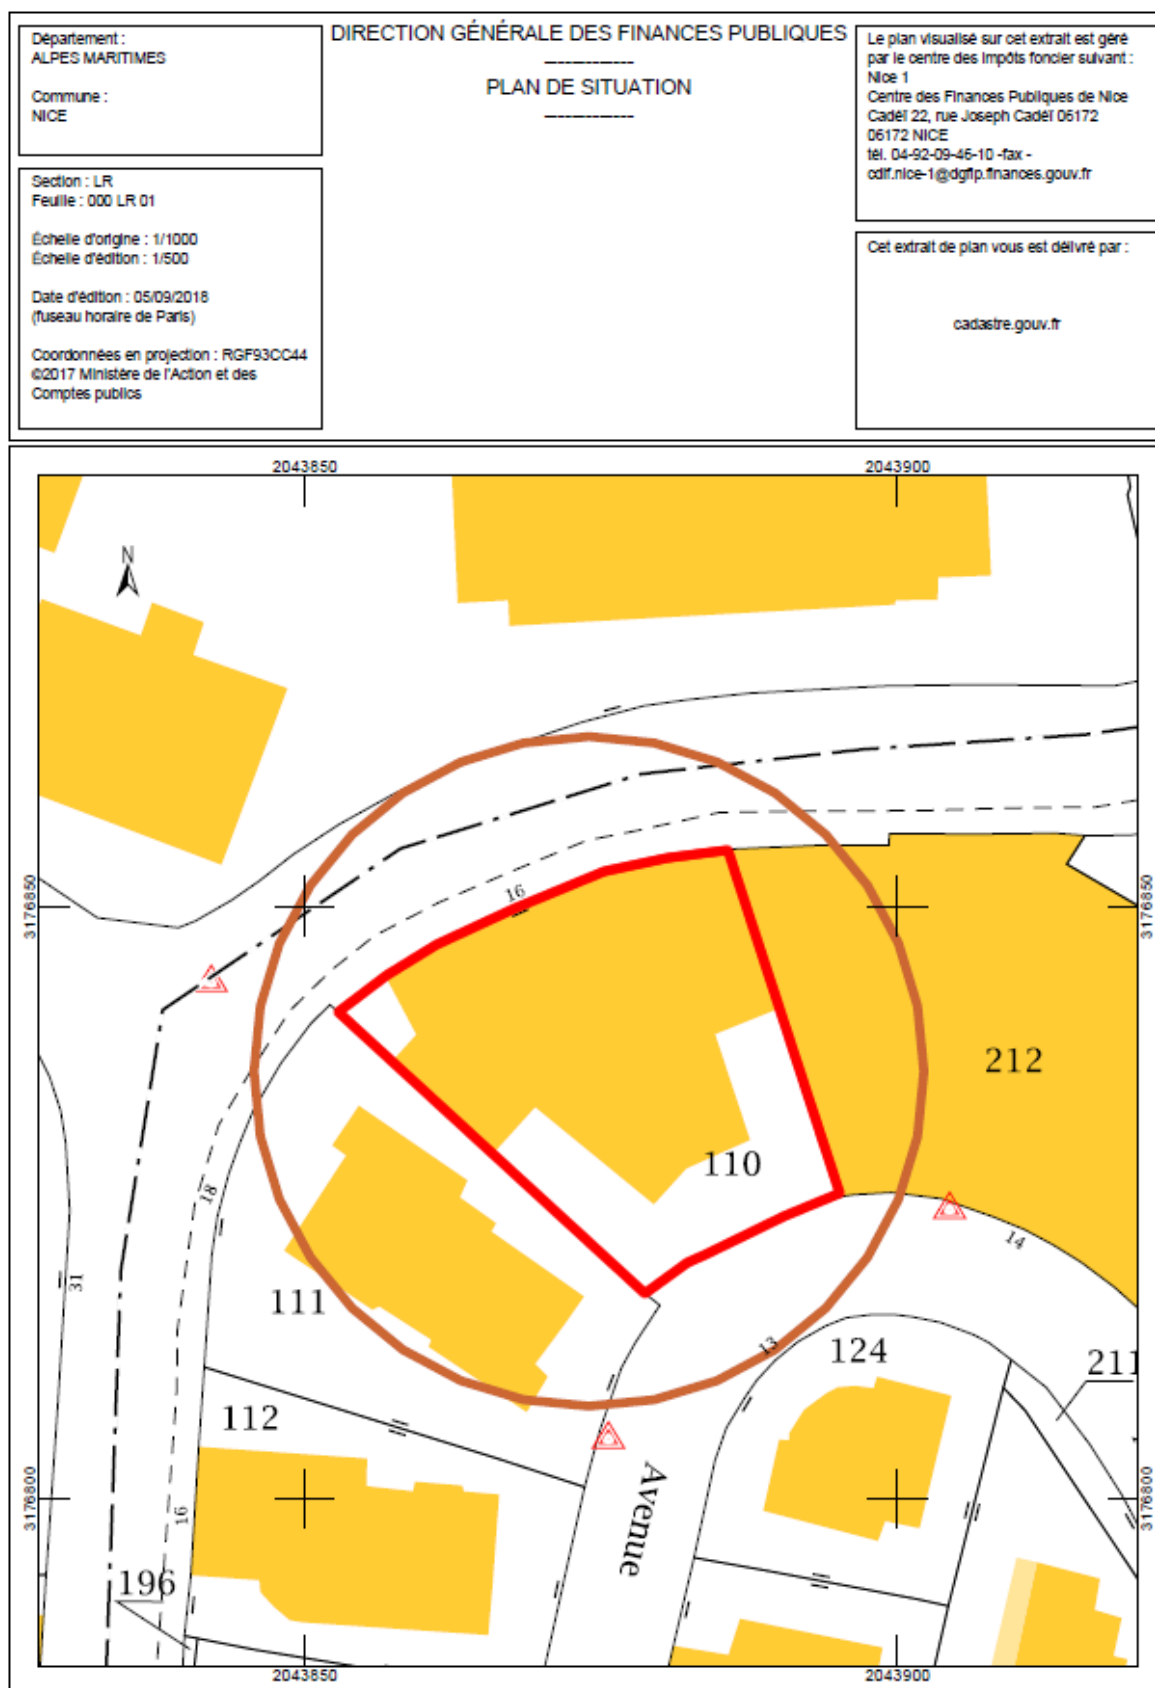 Département :
ALPES MARITIMES
Commune :
NICE
Section : LR
Feuille : 000 LR 01
Échelle d'origine : 1/1000
Échelle d'édition : 1/500
Date d'édition : 05/09/2018
(fuseau horaire de Paris)
Coordonnées en projection : RGF93CC44
©2017 Ministère de l'Action et des
Comptes publics
DIRECTION GÉNÉRALE DES FINANCES PUBLIQUES
PLAN DE SITUATION
Le plan visualisé sur cet extrait est géré
par le centre des impôts foncier suivant :
Nice 1
Centre des Finances Publiques de Nice
Cadéï 22, rue Joseph Cadéï 06172
06172 NICE
tél. 04-92-09-46-10 -fax -
cdif.nice-1@dgfip.finances.gouv.fr
Cet extrait de plan vous est délivré par :
cadastre.gouv.fr
2043850
2043900
N
3176850
3176850
16
212
110
18
14
31
111
13
124
211
112
Avenue
3176800
3176800
16
196
2043850
2043900